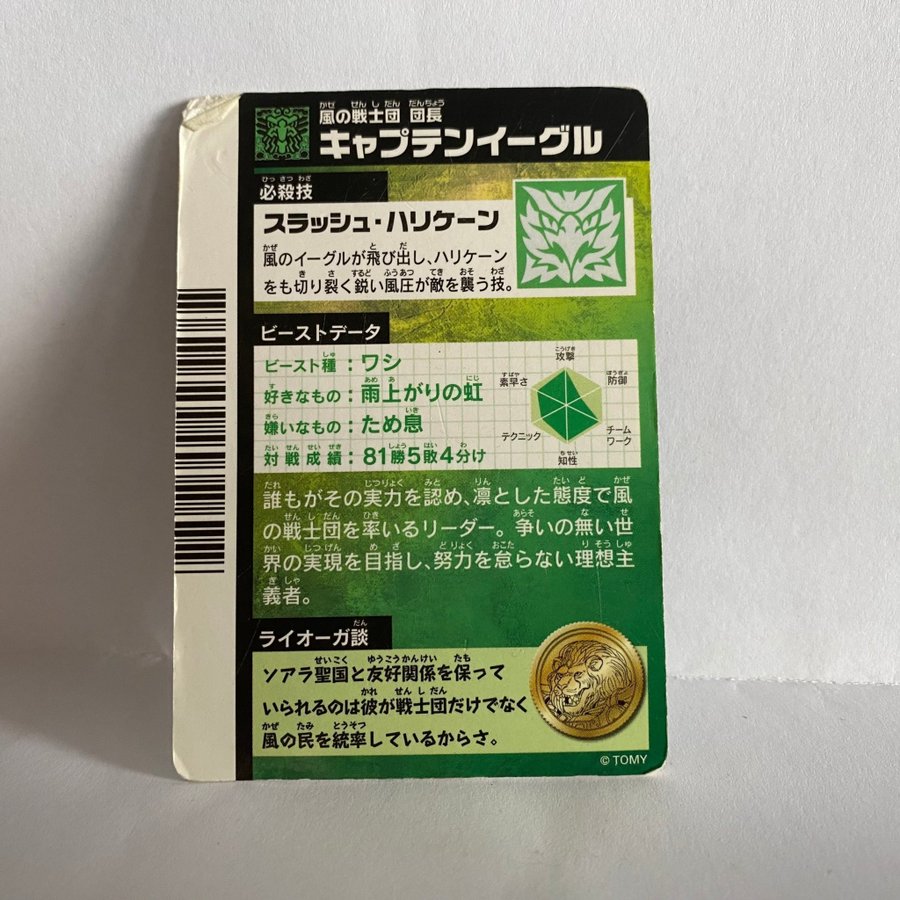 風の戦士団 団長
キャプテンイーグル
必殺技
スラッシュ・ハリケーン
風のイーグルが飛び出し、ハリケーン
をも切り裂く鋭い風圧が敵を襲う技。
ビーストデータ
ビースト種：ワシ
好きなもの：雨上がりの虹
嫌いなもの：ため息
対戦成績：81勝5敗4分け
攻撃
防御
チーム
ワーク
知性
テクニック
素早さ
誰もがその実力を認め、凛とした態度で風
の戦士団を率いるリーダー。争いの無い世
界の実現を目指し、努力を怠らない理想主
義者。
ライオーガ談
ソアラ聖国と友好関係を保って
いられるのは彼が戦士団だけでなく
風の民を統率しているからさ。
© TOMY